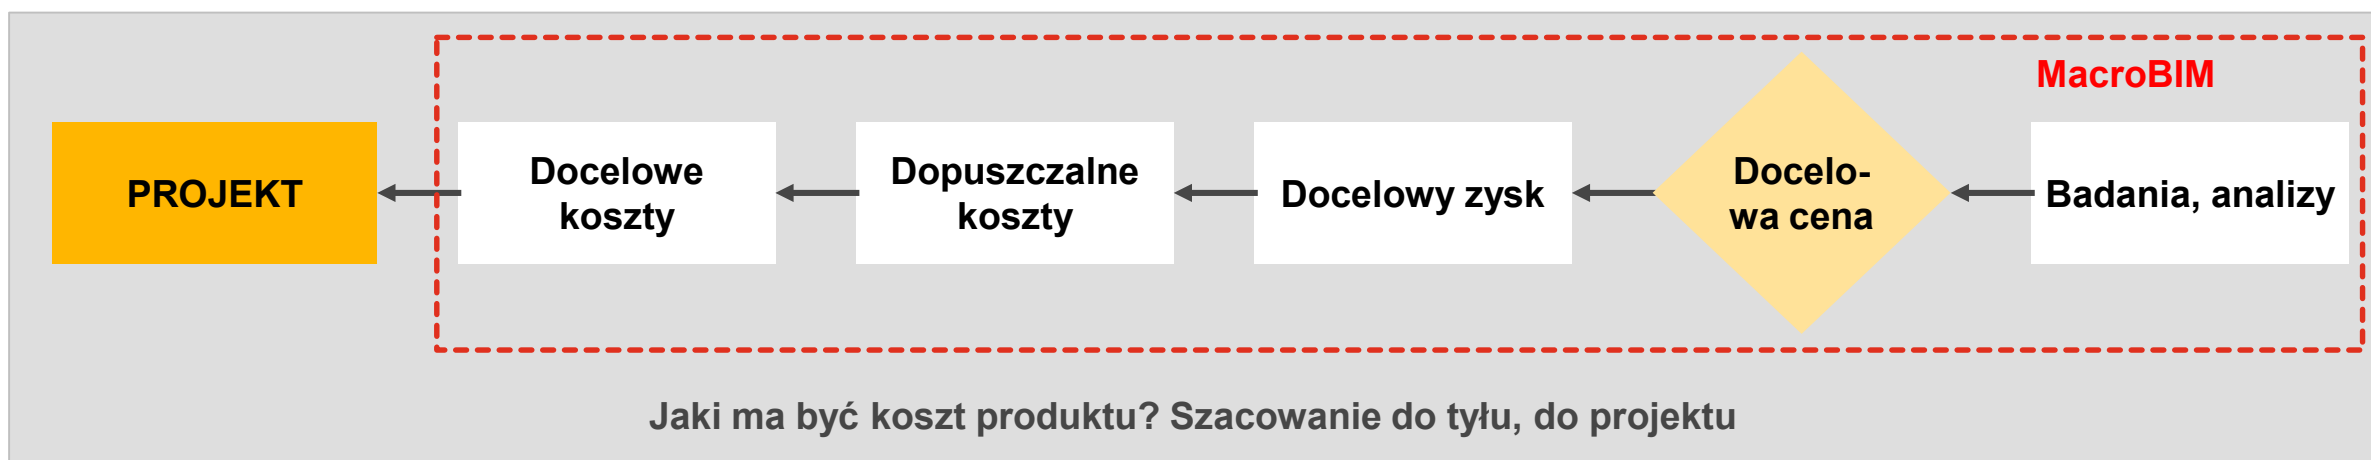 MacroBIM
PROJEKT
Docelowe
koszty
Dopuszczalne
koszty
Docelowy zysk
Docelo-
wa cena
Badania, analizy
Jaki ma być koszt produktu? Szacowanie do tyłu, do projektu